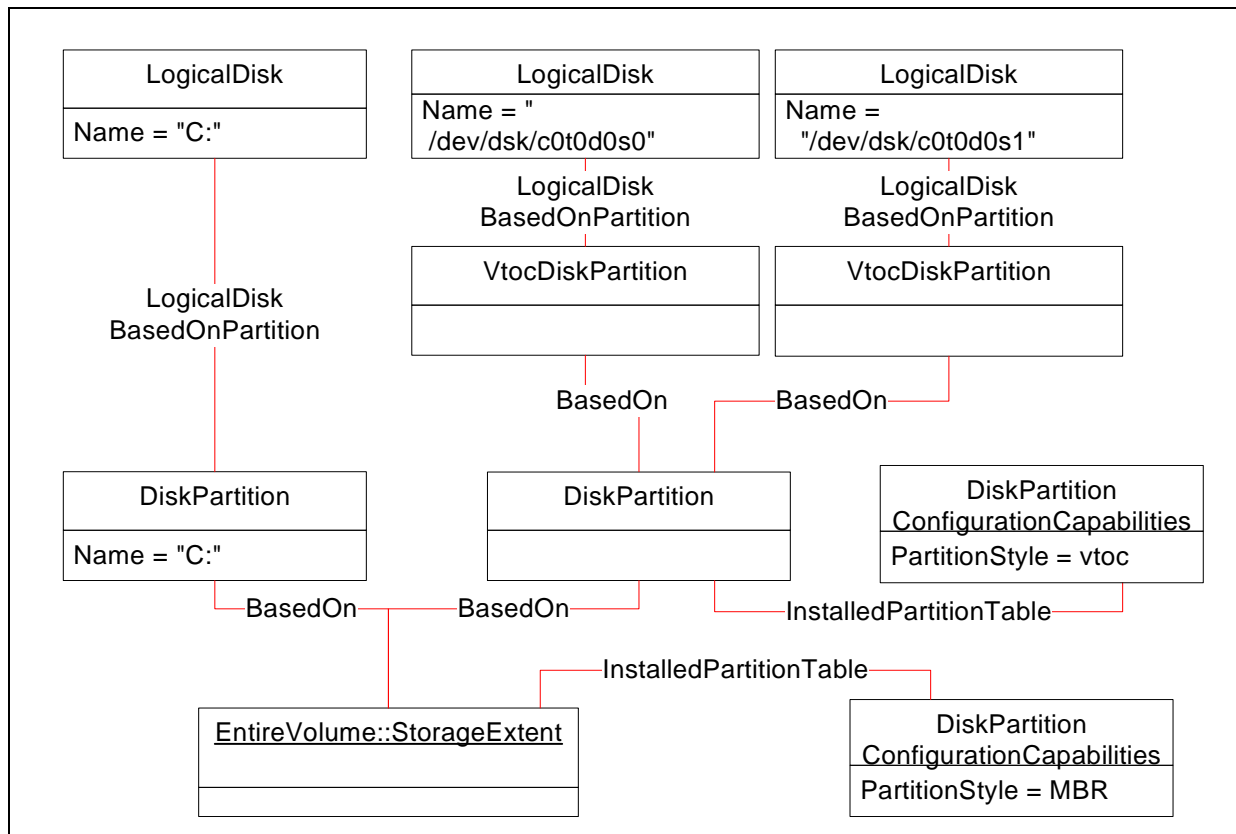 LogicalDisk
Name = "C:"
LogicalDisk
Name = "
/dev/dsk/c0t0d0s0"
LogicalDisk
Name =
"/dev/dsk/c0t0d0s1"
LogicalDisk
BasedOnPartition
LogicalDisk
BasedOnPartition
VtocDiskPartition
VtocDiskPartition
LogicalDisk
BasedOnPartition
BasedOn
BasedOn
DiskPartition
Name = "C:"
DiskPartition
DiskPartition
ConfigurationCapabilities
PartitionStyle = vtoc
BasedOn
BasedOn
InstalledPartitionTable
InstalledPartitionTable
EntireVolume::StorageExtent
DiskPartition
ConfigurationCapabilities
PartitionStyle = MBR